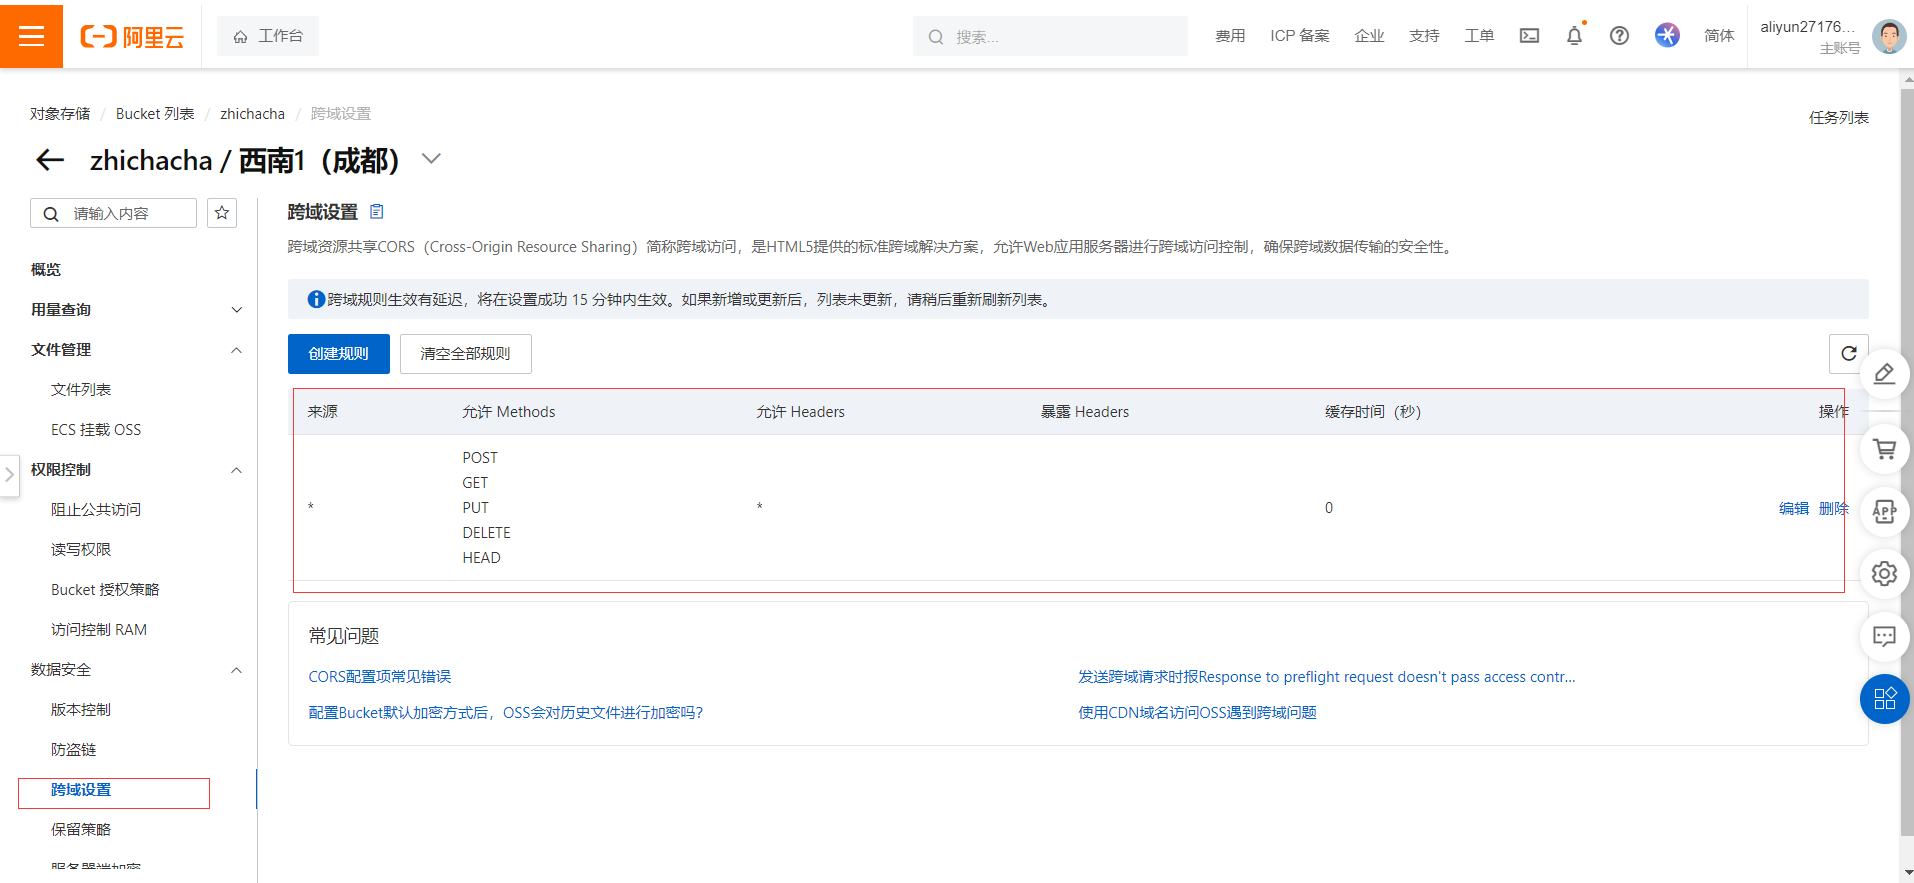 阿里云
工作台
搜索...
费用
ICP 备案
企业
支持
工单
简体
aliyun27176...
主账号
对象存储 / Bucket 列表 / zhichacha / 跨域设置
任务列表
zhichacha / 西南1（成都）
请输入内容
概览
用量查询
文件管理
文件列表
ECS 挂载 OSS
权限控制
阻止公共访问
读写权限
Bucket 授权策略
访问控制 RAM
数据安全
版本控制
防盗链
跨域设置
保留策略
服务器端加密
跨域设置
跨域资源共享CORS（Cross-Origin Resource Sharing）简称跨域访问，是HTML5提供的标准跨域解决方案，允许Web应用服务器进行跨域访问控制，确保跨域数据传输的安全性。
跨域规则生效有延迟，将在设置成功 15 分钟内生效。如果新增或更新后，列表未更新，请稍后重新刷新列表。
创建规则
清空全部规则
来源 允许 Methods 允许 Headers 暴露 Headers 缓存时间（秒） 操作
POST
GET
* PUT * 0 编辑 删除
DELETE
HEAD
常见问题
CORS配置项常见错误
发送跨域请求时报Response to preflight request doesn't pass access contr...
配置Bucket默认加密方式后，OSS会对历史文件进行加密吗?
使用CDN域名访问OSS遇到跨域问题
APP